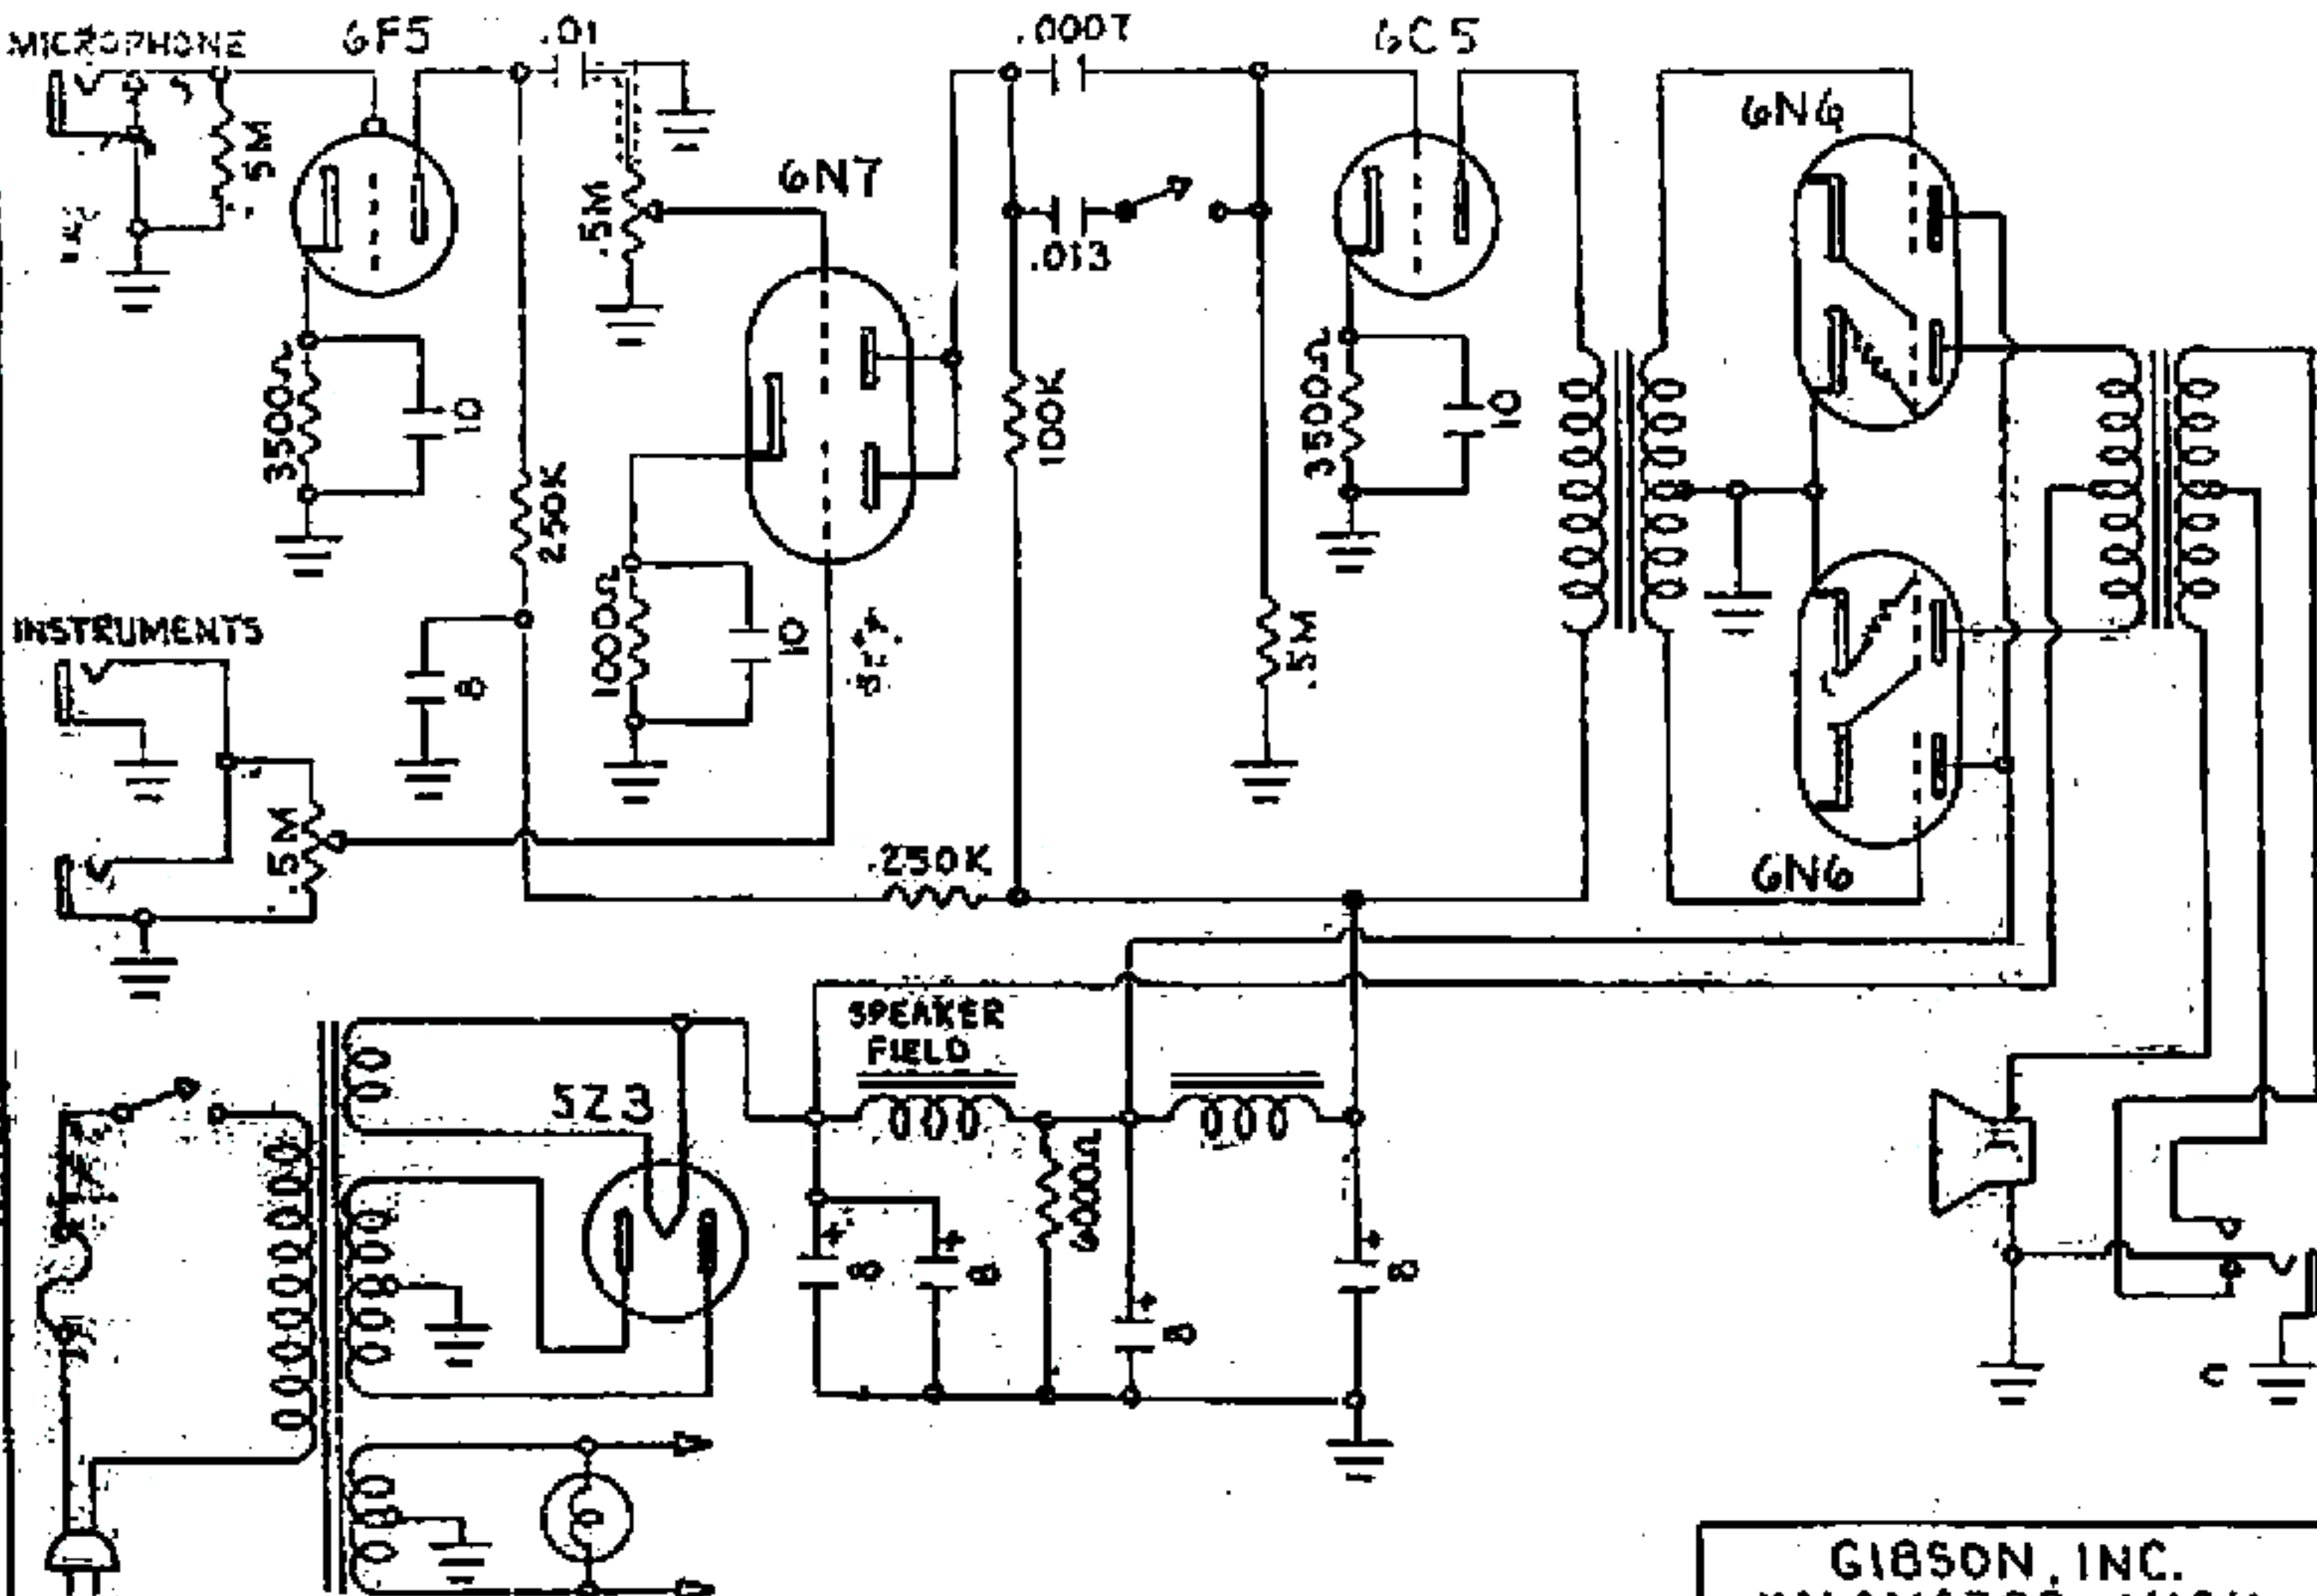 MICROPHONE
6F5
.01
.0007
6C5
6N6
.5M
6N7
.5M
.013
3500Ω
10
250K
100K
3500Ω
10
INSTRUMENTS
1000Ω
10
8
.5M
.5M
.250K
6N6
SPEAKER
FIELD
5Z3
6000Ω
8
8
8
8
GIBSON, INC.